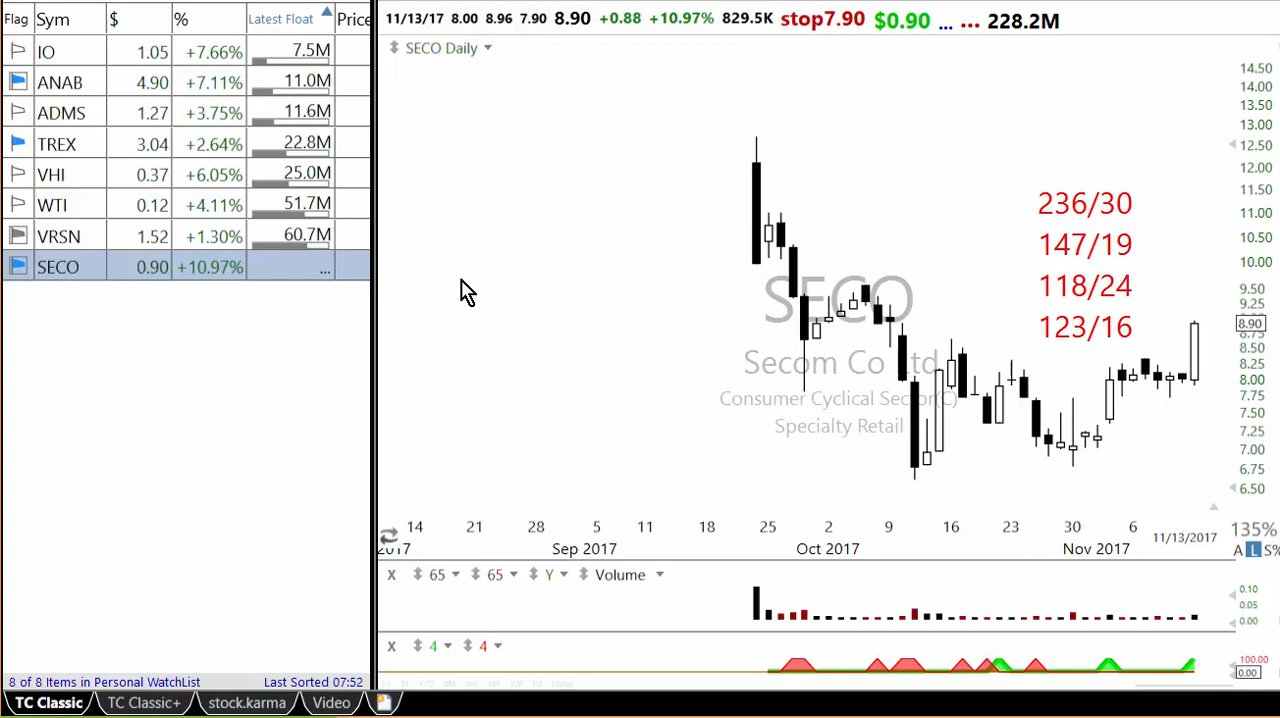 Flag Sym $ % Latest Float Price
IO 1.05 +7.66% 7.5M
ANAB 4.90 +7.11% 11.0M
ADMS 1.27 +3.75% 11.6M
TREX 3.04 +2.64% 22.8M
VHI 0.37 +6.05% 25.0M
WTI 0.12 +4.11% 51.7M
VRSN 1.52 +1.30% 60.7M
SECO 0.90 +10.97% ...
8 of 8 Items in Personal WatchList Last Sorted 07:52
TC Classic TC Classic+ stock.karma Video
11/13/17 8.00 8.96 7.90 8.90 +0.88 +10.97% 829.5K stop7.90 $0.90 ... ... 228.2M
SECO Daily
236/30
147/19
118/24
123/16
SECO
Secom Co Ltd
Consumer Cyclical Sector(C)
Specialty Retail
14.50
14.00
13.50
13.00
12.50
12.00
11.50
11.00
10.50
10.00
9.50
9.25
8.90
8.75
8.50
8.25
8.00
7.75
7.50
7.25
7.00
6.75
6.50
14 21 28 5 11 18 25 2 9 16 23 30 6 11/13/2017
2017 Sep 2017 Oct 2017 Nov 2017
135%
A L S%
X 65 65 Y Volume
0.10
0.05
0.00
X 4 4
100.00
0.00